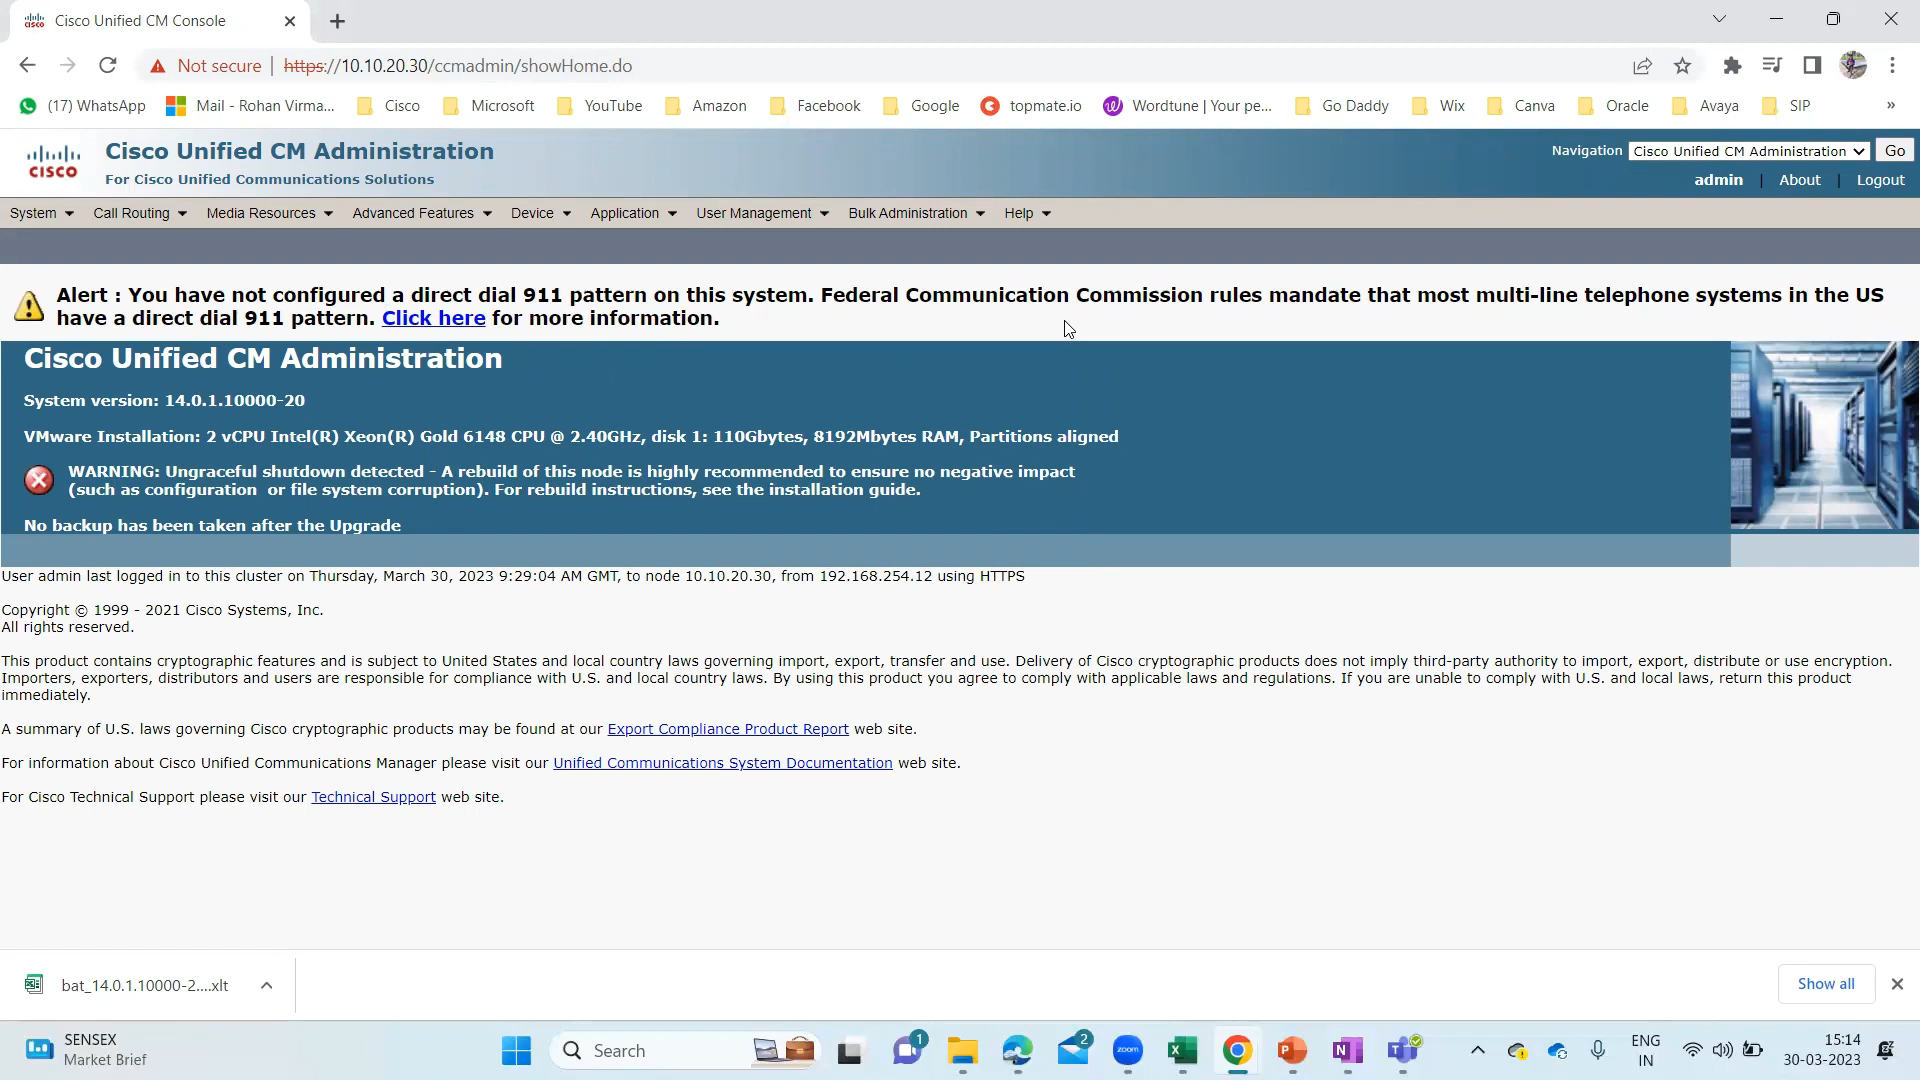 Cisco Unified CM Console
Not secure | https://10.10.20.30/ccmadmin/showHome.do
(17) WhatsApp Mail - Rohan Virma... Cisco Microsoft YouTube Amazon Facebook Google topmate.io Wordtune | Your pe... Go Daddy Wix Canva Oracle Avaya SIP »
Cisco Unified CM Administration
For Cisco Unified Communications Solutions
CISCO
Navigation Cisco Unified CM Administration Go
admin | About | Logout
System Call Routing Media Resources Advanced Features Device Application User Management Bulk Administration Help
Alert : You have not configured a direct dial 911 pattern on this system. Federal Communication Commission rules mandate that most multi-line telephone systems in the US
have a direct dial 911 pattern. Click here for more information.
Cisco Unified CM Administration
System version: 14.0.1.10000-20
VMware Installation: 2 vCPU Intel(R) Xeon(R) Gold 6148 CPU @ 2.40GHz, disk 1: 110Gbytes, 8192Mbytes RAM, Partitions aligned
WARNING: Ungraceful shutdown detected - A rebuild of this node is highly recommended to ensure no negative impact
(such as configuration or file system corruption). For rebuild instructions, see the installation guide.
No backup has been taken after the Upgrade
User admin last logged in to this cluster on Thursday, March 30, 2023 9:29:04 AM GMT, to node 10.10.20.30, from 192.168.254.12 using HTTPS
Copyright © 1999 - 2021 Cisco Systems, Inc.
All rights reserved.
This product contains cryptographic features and is subject to United States and local country laws governing import, export, transfer and use. Delivery of Cisco cryptographic products does not imply third-party authority to import, export, distribute or use encryption.
Importers, exporters, distributors and users are responsible for compliance with U.S. and local country laws. By using this product you agree to comply with applicable laws and regulations. If you are unable to comply with U.S. and local laws, return this product
immediately.
A summary of U.S. laws governing Cisco cryptographic products may be found at our Export Compliance Product Report web site.
For information about Cisco Unified Communications Manager please visit our Unified Communications System Documentation web site.
For Cisco Technical Support please visit our Technical Support web site.
bat_14.0.1.10000-2....xlt
Show all
SENSEX
Market Brief
Search
1
2
zoom
ENG
IN
15:14
30-03-2023